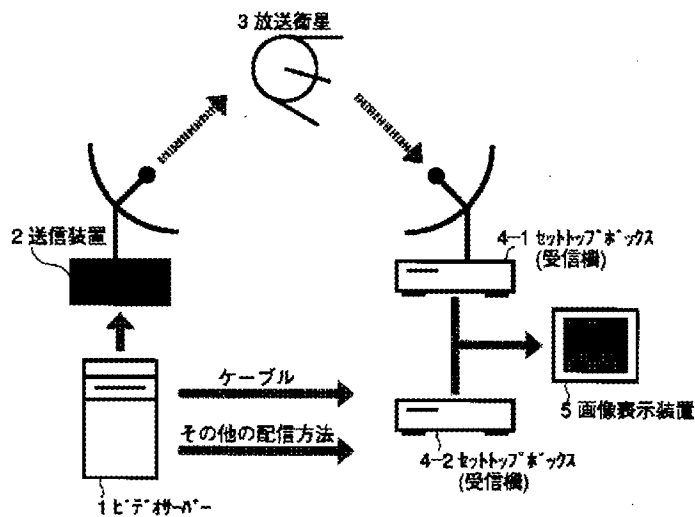 3 放送衛星
2 送信装置
4-1 セットトップボックス
(受信機)
ケーブル
5 画像表示装置
その他の配信方法
4-2 セットトップボックス
(受信機)
1 ビデオサーバー